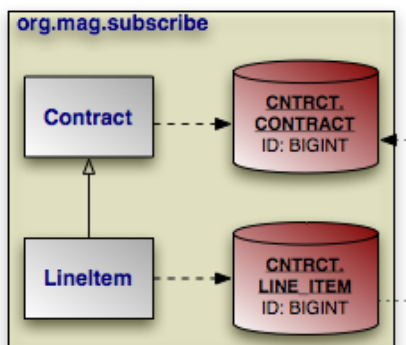 org.mag.subscribe
Contract
CNTRCT.
CONTRACT
ID: BIGINT
LineItem
CNTRCT.
LINE_ITEM
ID: BIGINT